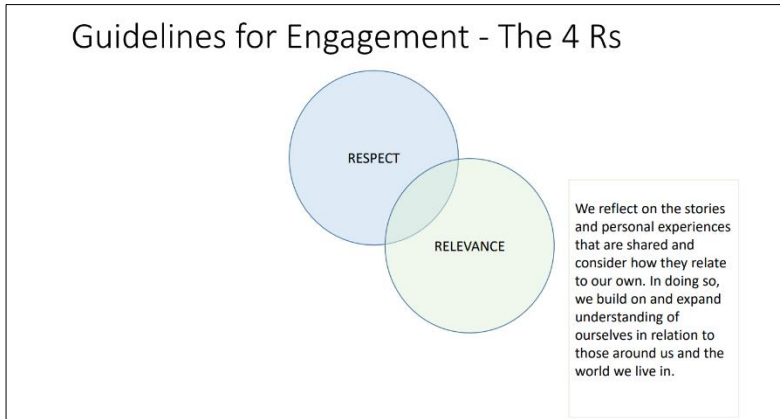 Guidelines for Engagement - The 4 Rs
RESPECT
RELEVANCE
We reflect on the stories
and personal experiences
that are shared and
consider how they relate
to our own. In doing so,
we build on and expand
understanding of
ourselves in relation to
those around us and the
world we live in.